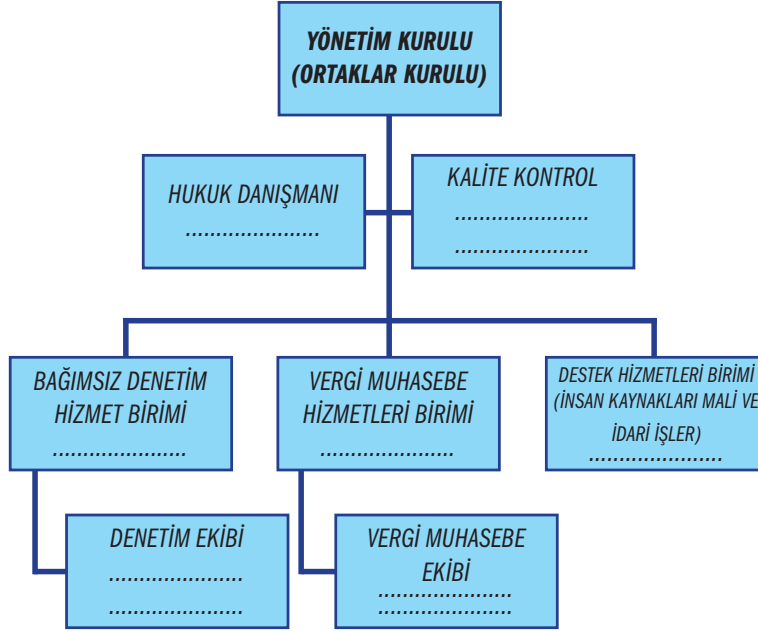 YÖNETİM KURULU
(ORTAKLAR KURULU)
HUKUK DANIŞMANI
......................
KALİTE KONTROL
......................
......................
BAĞIMSIZ DENETİM
HİZMET BİRİMİ
......................
VERGİ MUHASEBE
HİZMETLERİ BİRİMİ
......................
DESTEK HİZMETLERİ BİRİMİ
(İNSAN KAYNAKLARI MALİ VE
İDARİ İŞLER)
......................
DENETİM EKİBİ
......................
......................
VERGİ MUHASEBE
EKİBİ
......................
......................